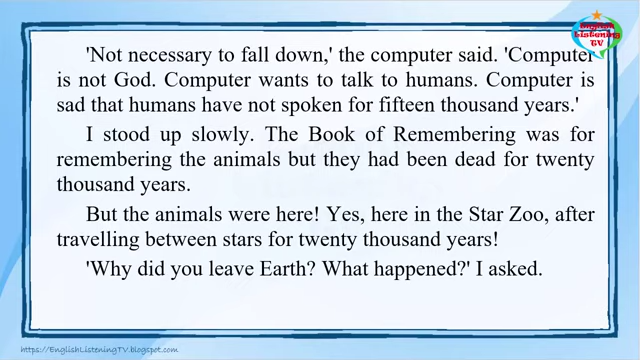 English
Listening
TV
'Not necessary to fall down,' the computer said. 'Computer
is not God. Computer wants to talk to humans. Computer is
sad that humans have not spoken for fifteen thousand years.'
I stood up slowly. The Book of Remembering was for
remembering the animals but they had been dead for twenty
thousand years.
But the animals were here! Yes, here in the Star Zoo, after
travelling between stars for twenty thousand years!
'Why did you leave Earth? What happened?' I asked.
https://EnglishListeningTV.blogspot.com